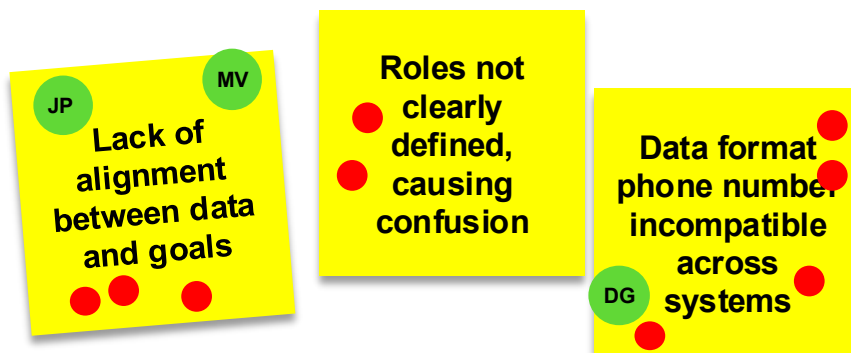 JP
MV
Lack of
alignment
between data
and goals
Roles not
clearly
defined,
causing
confusion
Data format
phone number
incompatible
across
systems
DG